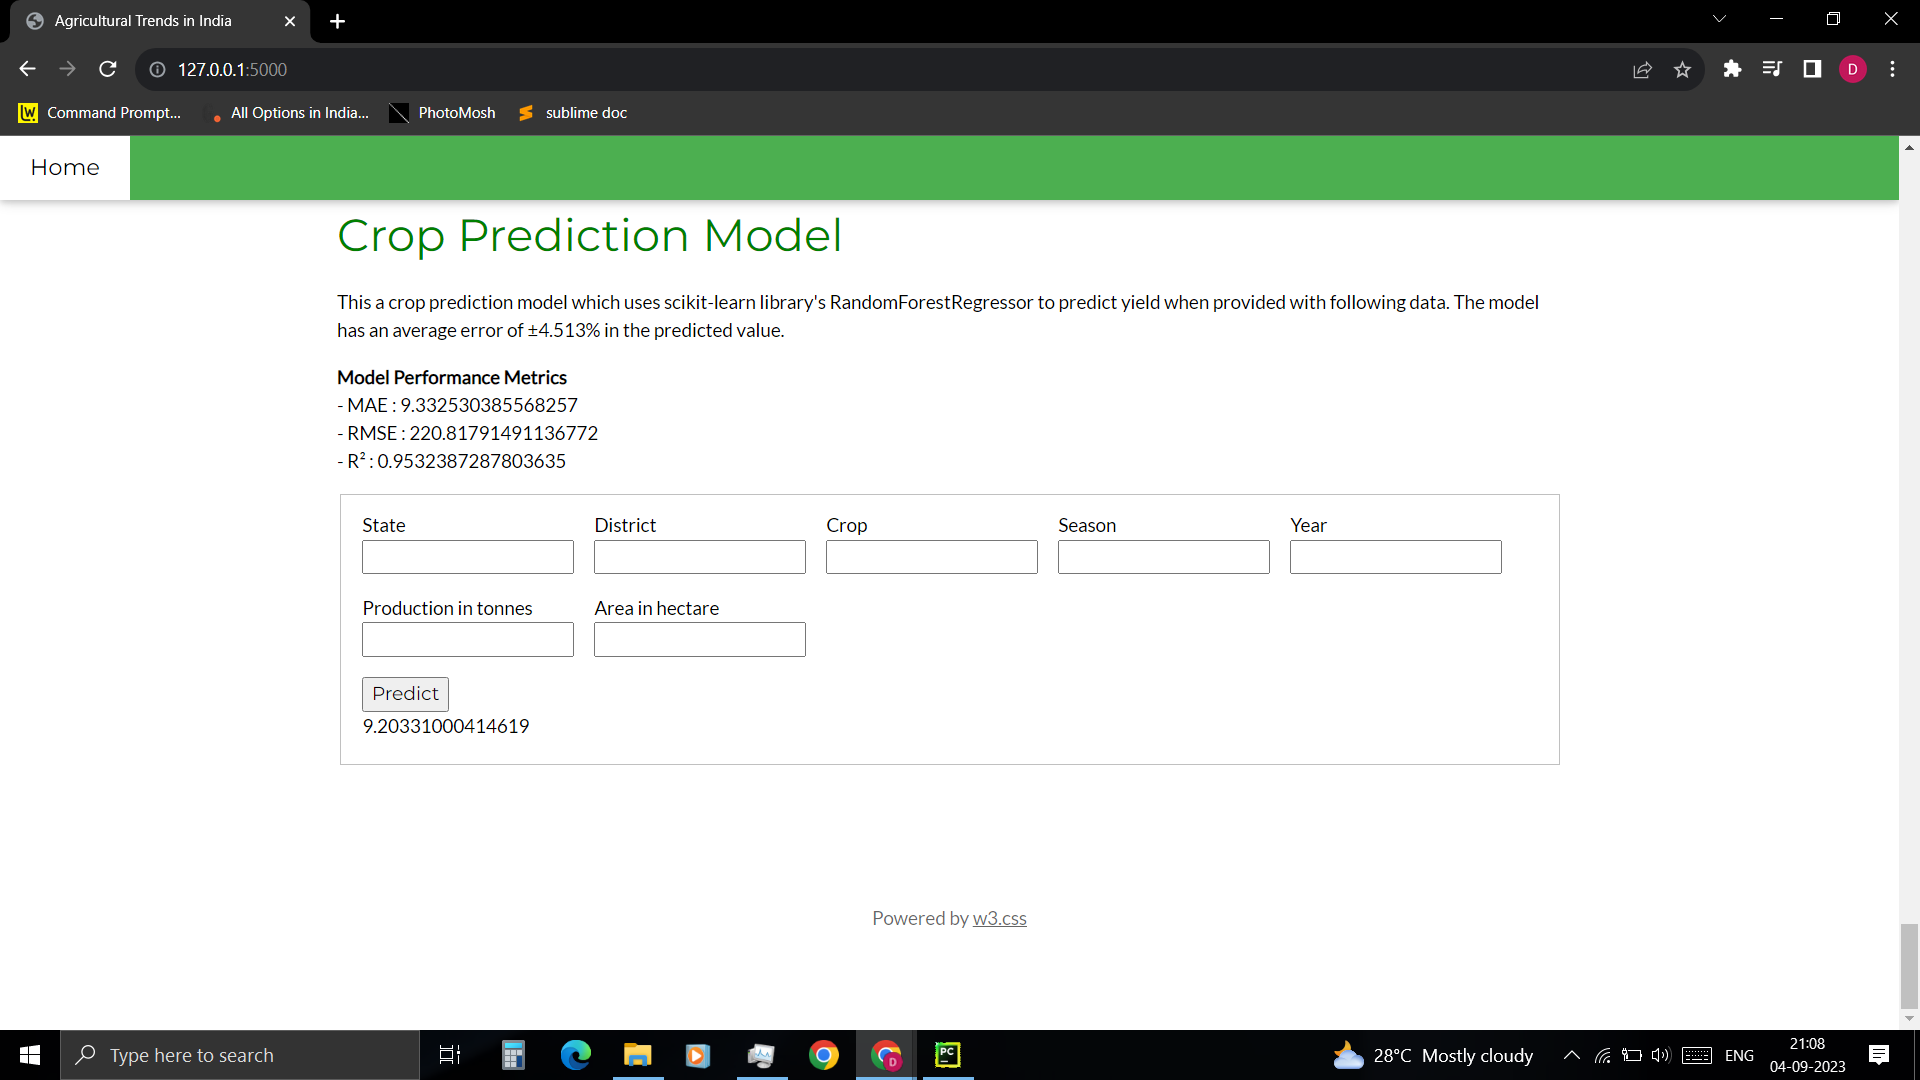 Agricultural Trends in India
127.0.0.1:5000
D
Command Prompt... All Options in India... PhotoMosh sublime doc
Home
Crop Prediction Model
This a crop prediction model which uses scikit-learn library's RandomForestRegressor to predict yield when provided with following data. The model
has an average error of ±4.513% in the predicted value.
Model Performance Metrics
- MAE : 9.332530385568257
- RMSE : 220.81791491136772
- R² : 0.9532387287803635
State District Crop Season Year
Production in tonnes Area in hectare
Predict
9.20331000414619
Powered by w3.css
Type here to search
PC
D
28°C Mostly cloudy
ENG
21:08
04-09-2023